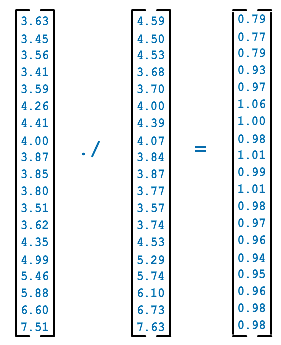 3.63 4.59 0.79
3.45 4.50 0.77
3.56 4.53 0.79
3.41 3.68 0.93
3.59 3.70 0.97
4.26 4.00 1.06
4.41 4.39 1.00
4.00 ./ 4.07 = 0.98
3.87 3.84 1.01
3.85 3.87 0.99
3.80 3.77 1.01
3.51 3.57 0.98
3.62 3.74 0.97
4.35 4.53 0.96
4.99 5.29 0.94
5.46 5.74 0.95
5.88 6.10 0.96
6.60 6.73 0.98
7.51 7.63 0.98